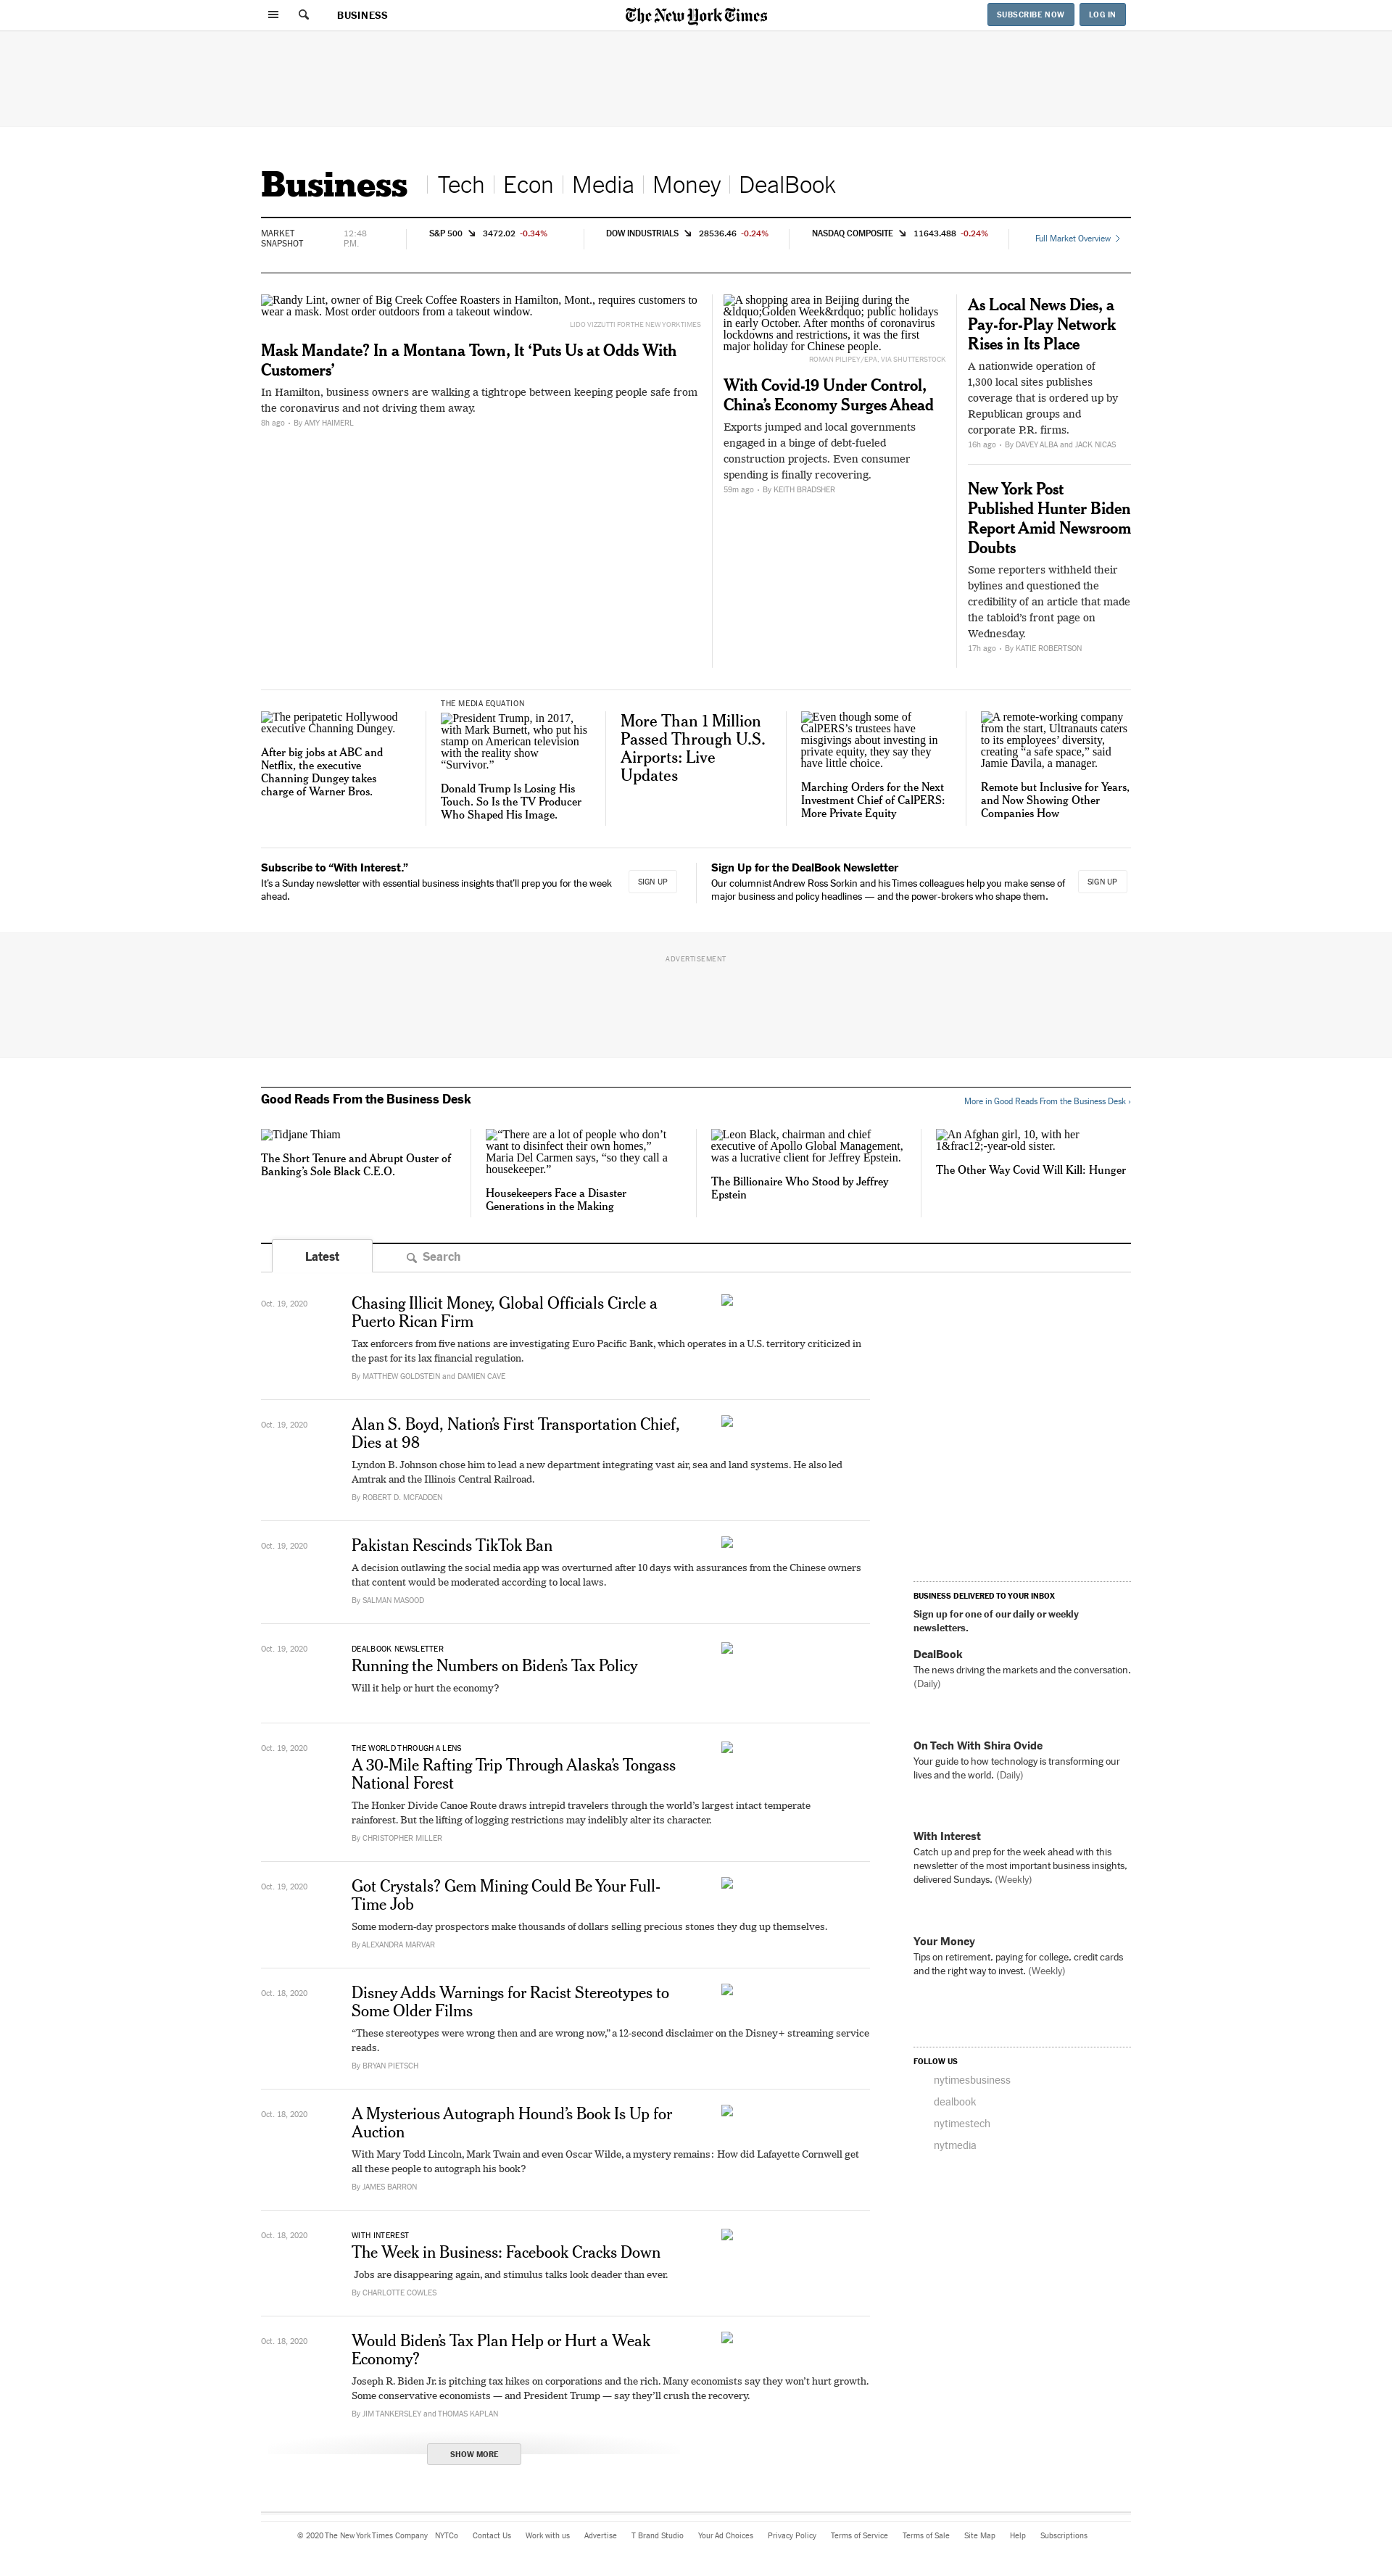 BUSINESS
The New York Times
SUBSCRIBE NOW
LOG IN
Business
Tech
Econ
Media
Money
DealBook
MARKET
SNAPSHOT
12:48
P.M.
S&P 500 3472.02 -0.34%
DOW INDUSTRIALS 28536.46 -0.24%
NASDAQ COMPOSITE 11643.488 -0.24%
Full Market Overview
Randy Lint, owner of Big Creek Coffee Roasters in Hamilton, Mont., requires customers to
wear a mask. Most order outdoors from a takeout window.
LIDO VIZZUTTI FOR THE NEW YORK TIMES
Mask Mandate? In a Montana Town, It ‘Puts Us at Odds With
Customers’
In Hamilton, business owners are walking a tightrope between keeping people safe from
the coronavirus and not driving them away.
8h ago • By AMY HAIMERL
A shopping area in Beijing during the
&ldquo;Golden Week&rdquo; public holidays
in early October. After months of coronavirus
lockdowns and restrictions, it was the first
major holiday for Chinese people.
ROMAN PILIPEY/EPA, VIA SHUTTERSTOCK
With Covid-19 Under Control,
China’s Economy Surges Ahead
Exports jumped and local governments
engaged in a binge of debt-fueled
construction projects. Even consumer
spending is finally recovering.
59m ago • By KEITH BRADSHER
As Local News Dies, a
Pay-for-Play Network
Rises in Its Place
A nationwide operation of
1,300 local sites publishes
coverage that is ordered up by
Republican groups and
corporate P.R. firms.
16h ago • By DAVEY ALBA and JACK NICAS
New York Post
Published Hunter Biden
Report Amid Newsroom
Doubts
Some reporters withheld their
bylines and questioned the
credibility of an article that made
the tabloid’s front page on
Wednesday.
17h ago • By KATIE ROBERTSON
The peripatetic Hollywood
executive Channing Dungey.
After big jobs at ABC and
Netflix, the executive
Channing Dungey takes
charge of Warner Bros.
THE MEDIA EQUATION
President Trump, in 2017,
with Mark Burnett, who put his
stamp on American television
with the reality show
“Survivor.”
Donald Trump Is Losing His
Touch. So Is the TV Producer
Who Shaped His Image.
More Than 1 Million
Passed Through U.S.
Airports: Live
Updates
Even though some of
CalPERS’s trustees have
misgivings about investing in
private equity, they say they
have little choice.
Marching Orders for the Next
Investment Chief of CalPERS:
More Private Equity
A remote-working company
from the start, Ultranauts caters
to its employees’ diversity,
creating “a safe space,” said
Jamie Davila, a manager.
Remote but Inclusive for Years,
and Now Showing Other
Companies How
Subscribe to “With Interest.”
It’s a Sunday newsletter with essential business insights that’ll prep you for the week
ahead.
SIGN UP
Sign Up for the DealBook Newsletter
Our columnist Andrew Ross Sorkin and his Times colleagues help you make sense of
major business and policy headlines — and the power-brokers who shape them.
SIGN UP
ADVERTISEMENT
Good Reads From the Business Desk
More in Good Reads From the Business Desk ›
Tidjane Thiam
The Short Tenure and Abrupt Ouster of
Banking’s Sole Black C.E.O.
“There are a lot of people who don’t
want to disinfect their own homes,”
Maria Del Carmen says, “so they call a
housekeeper.”
Housekeepers Face a Disaster
Generations in the Making
Leon Black, chairman and chief
executive of Apollo Global Management,
was a lucrative client for Jeffrey Epstein.
The Billionaire Who Stood by Jeffrey
Epstein
An Afghan girl, 10, with her
1&frac12;-year-old sister.
The Other Way Covid Will Kill: Hunger
Latest
Search
Oct. 19, 2020
Chasing Illicit Money, Global Officials Circle a
Puerto Rican Firm
Tax enforcers from five nations are investigating Euro Pacific Bank, which operates in a U.S. territory criticized in
the past for its lax financial regulation.
By MATTHEW GOLDSTEIN and DAMIEN CAVE
Oct. 19, 2020
Alan S. Boyd, Nation’s First Transportation Chief,
Dies at 98
Lyndon B. Johnson chose him to lead a new department integrating vast air, sea and land systems. He also led
Amtrak and the Illinois Central Railroad.
By ROBERT D. MCFADDEN
Oct. 19, 2020
Pakistan Rescinds TikTok Ban
A decision outlawing the social media app was overturned after 10 days with assurances from the Chinese owners
that content would be moderated according to local laws.
By SALMAN MASOOD
Oct. 19, 2020
DEALBOOK NEWSLETTER
Running the Numbers on Biden’s Tax Policy
Will it help or hurt the economy?
Oct. 19, 2020
THE WORLD THROUGH A LENS
A 30-Mile Rafting Trip Through Alaska’s Tongass
National Forest
The Honker Divide Canoe Route draws intrepid travelers through the world’s largest intact temperate
rainforest. But the lifting of logging restrictions may indelibly alter its character.
By CHRISTOPHER MILLER
Oct. 19, 2020
Got Crystals? Gem Mining Could Be Your Full-
Time Job
Some modern-day prospectors make thousands of dollars selling precious stones they dug up themselves.
By ALEXANDRA MARVAR
Oct. 18, 2020
Disney Adds Warnings for Racist Stereotypes to
Some Older Films
“These stereotypes were wrong then and are wrong now,” a 12-second disclaimer on the Disney+ streaming service
reads.
By BRYAN PIETSCH
Oct. 18, 2020
A Mysterious Autograph Hound’s Book Is Up for
Auction
With Mary Todd Lincoln, Mark Twain and even Oscar Wilde, a mystery remains: How did Lafayette Cornwell get
all these people to autograph his book?
By JAMES BARRON
Oct. 18, 2020
WITH INTEREST
The Week in Business: Facebook Cracks Down
Jobs are disappearing again, and stimulus talks look deader than ever.
By CHARLOTTE COWLES
Oct. 18, 2020
Would Biden’s Tax Plan Help or Hurt a Weak
Economy?
Joseph R. Biden Jr. is pitching tax hikes on corporations and the rich. Many economists say they won’t hurt growth.
Some conservative economists — and President Trump — say they’ll crush the recovery.
By JIM TANKERSLEY and THOMAS KAPLAN
SHOW MORE
BUSINESS DELIVERED TO YOUR INBOX
Sign up for one of our daily or weekly
newsletters.
DealBook
The news driving the markets and the conversation.
(Daily)
On Tech With Shira Ovide
Your guide to how technology is transforming our
lives and the world. (Daily)
With Interest
Catch up and prep for the week ahead with this
newsletter of the most important business insights,
delivered Sundays. (Weekly)
Your Money
Tips on retirement, paying for college, credit cards
and the right way to invest. (Weekly)
FOLLOW US
nytimesbusiness
dealbook
nytimestech
nytmedia
© 2020 The New York Times Company NYTCo Contact Us Work with us Advertise T Brand Studio Your Ad Choices Privacy Policy Terms of Service Terms of Sale Site Map Help Subscriptions